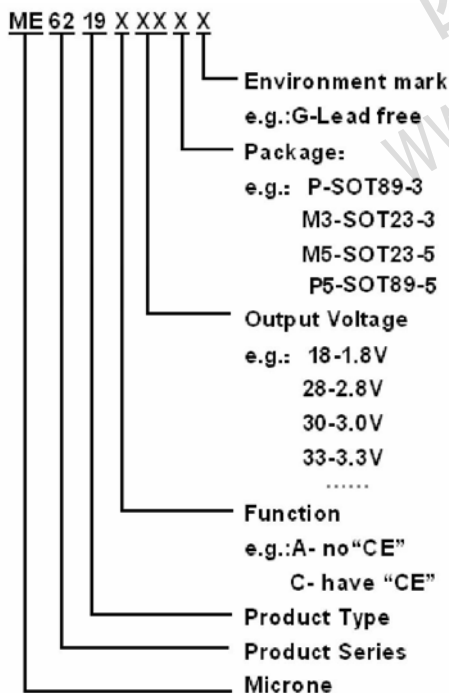 ME 62 19 X XX X X
Environment mark
e.g.:G-Lead free
Package:
e.g.: P-SOT89-3
M3-SOT23-3
M5-SOT23-5
P5-SOT89-5
Output Voltage
e.g.: 18-1.8V
28-2.8V
30-3.0V
33-3.3V
......
Function
e.g.:A- no“CE”
C- have “CE”
Product Type
Product Series
Microne